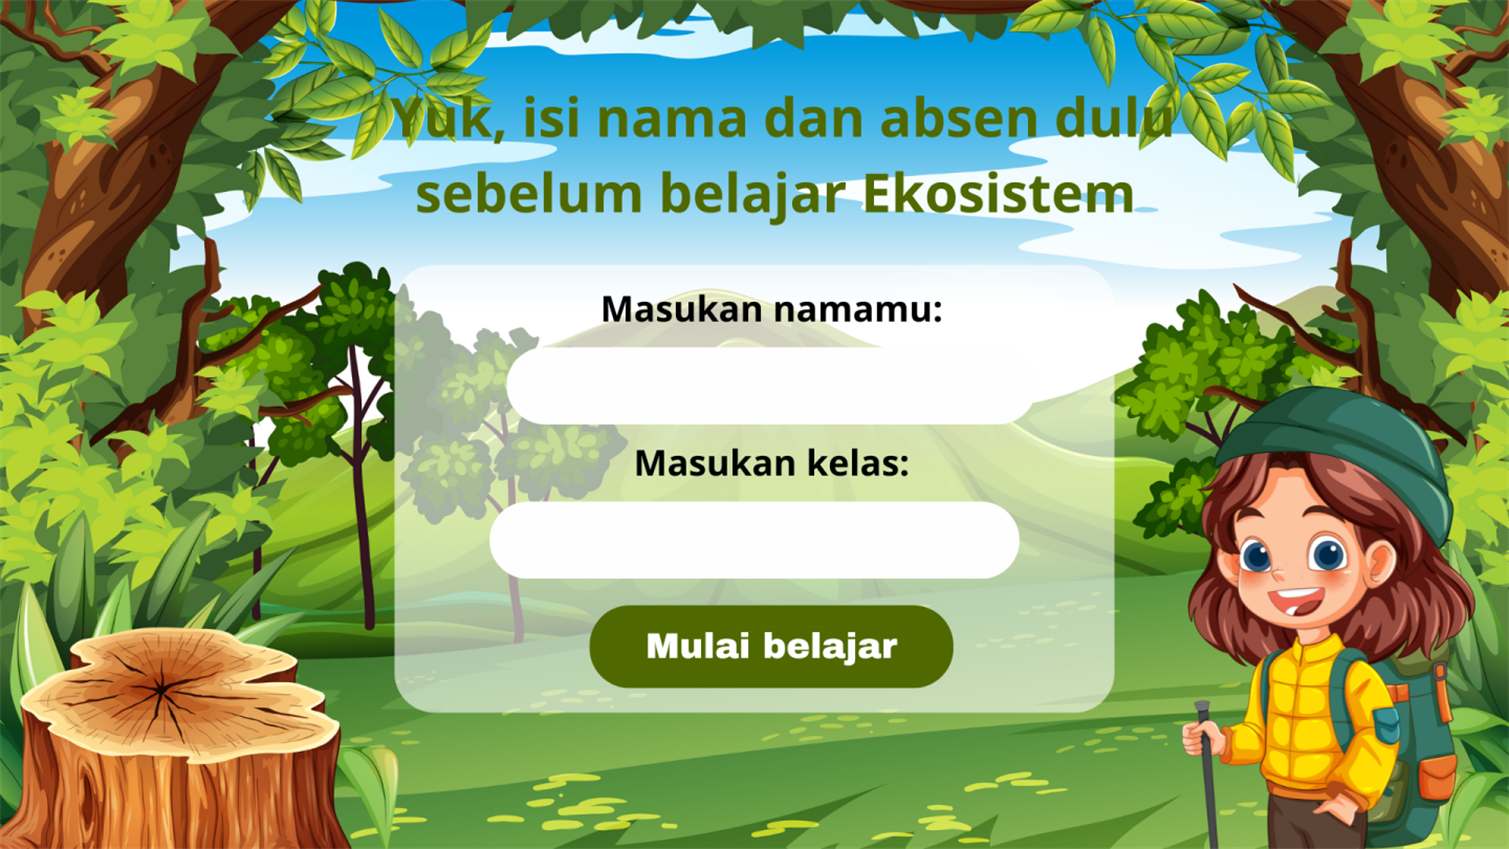 Yuk, isi nama dan absen dulu
sebelum belajar Ekosistem
Masukan namamu:
Masukan kelas:
Mulai belajar